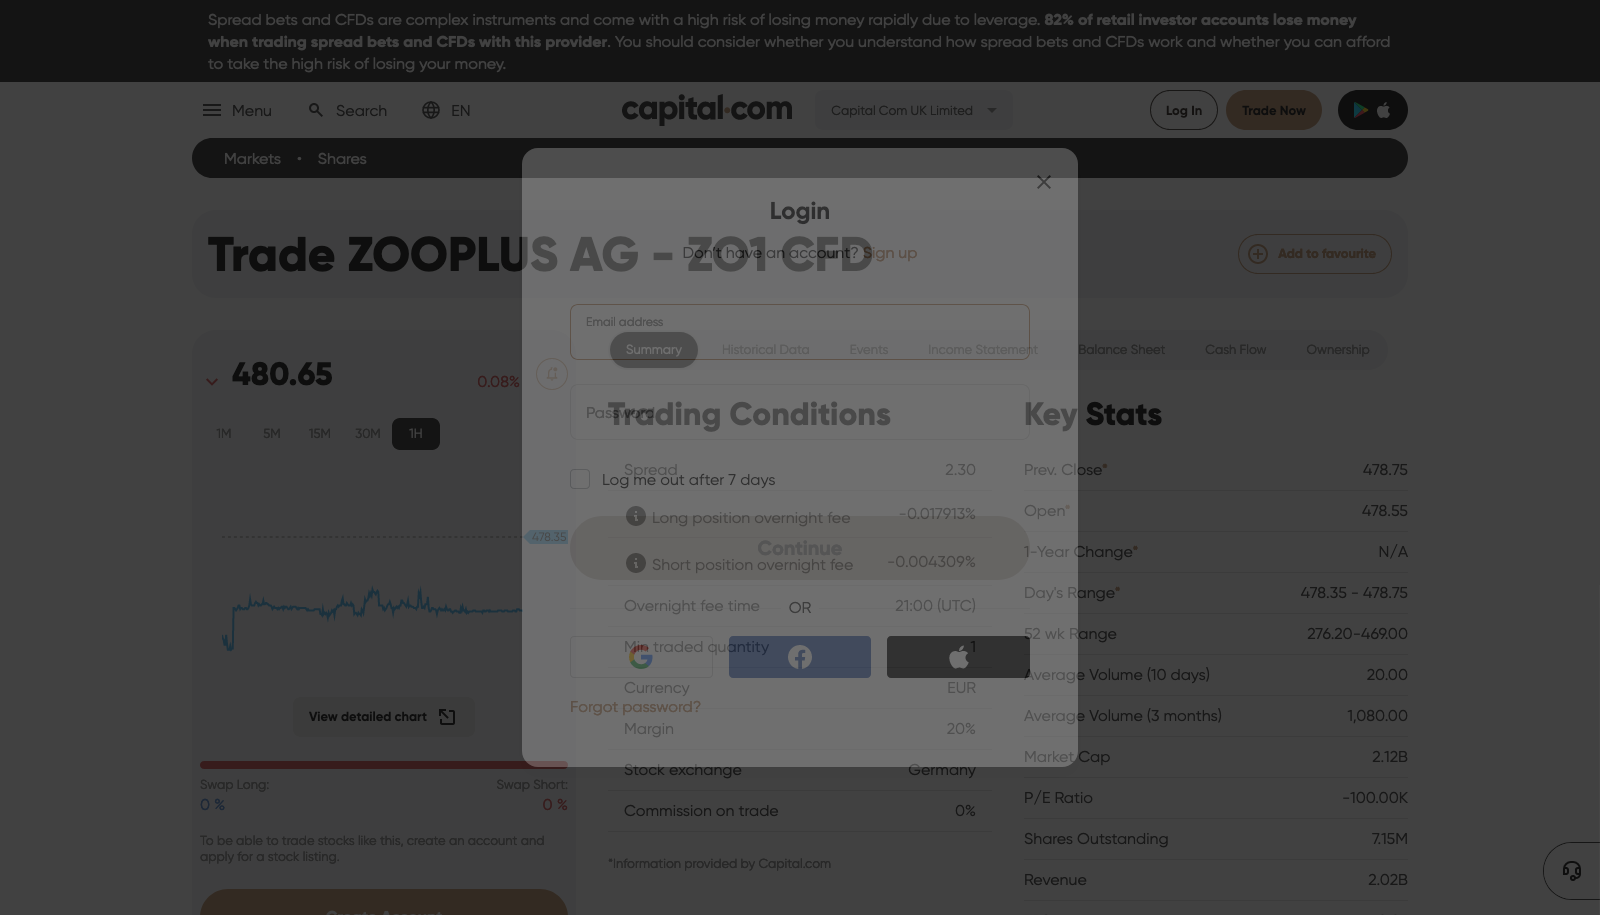 Spread bets and CFDs are complex instruments and come with a high risk of losing money rapidly due to leverage. 82% of retail investor accounts lose money
when trading spread bets and CFDs with this provider. You should consider whether you understand how spread bets and CFDs work and whether you can afford
to take the high risk of losing your money.
Menu
Search
EN
capital.com
Capital Com UK Limited
Log In
Trade Now
Markets
Shares
Login
Trade ZOOPLUS AG - ZO1 CFD
Don't have an account? Sign up
Add to favourite
Email address
Summary
Historical Data
Events
Income Statement
Balance Sheet
Cash Flow
Ownership
480.65
0.08%
1M
5M
15M
30M
1H
478.35
View detailed chart
Swap Long:
Swap Short:
0 %
0 %
To be able to trade stocks like this, create an account and
apply for a stock listing.
Create Account
Password
Trading Conditions
Spread 2.30
Log me out after 7 days
Long position overnight fee -0.017913%
Continue
Short position overnight fee -0.004309%
Overnight fee time 21:00 (UTC)
OR
Min traded quantity 1
Currency EUR
Forgot password?
Margin 20%
Stock exchange Germany
Commission on trade 0%
*Information provided by Capital.com
Key Stats
Prev. Close* 478.75
Open* 478.55
1-Year Change* N/A
Day's Range* 478.35 - 478.75
52 wk Range 276.20-469.00
Average Volume (10 days) 20.00
Average Volume (3 months) 1,080.00
Market Cap 2.12B
P/E Ratio -100.00K
Shares Outstanding 7.15M
Revenue 2.02B